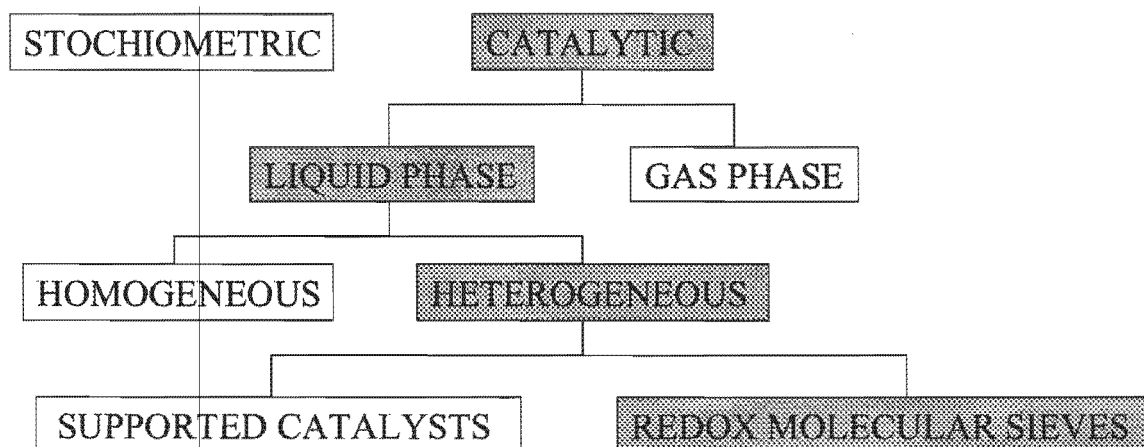 STOCHIOMETRIC
CATALYTIC
LIQUID PHASE
GAS PHASE
HOMOGENEOUS
HETEROGENEOUS
SUPPORTED CATALYSTS
REDOX MOLECULAR SIEVES